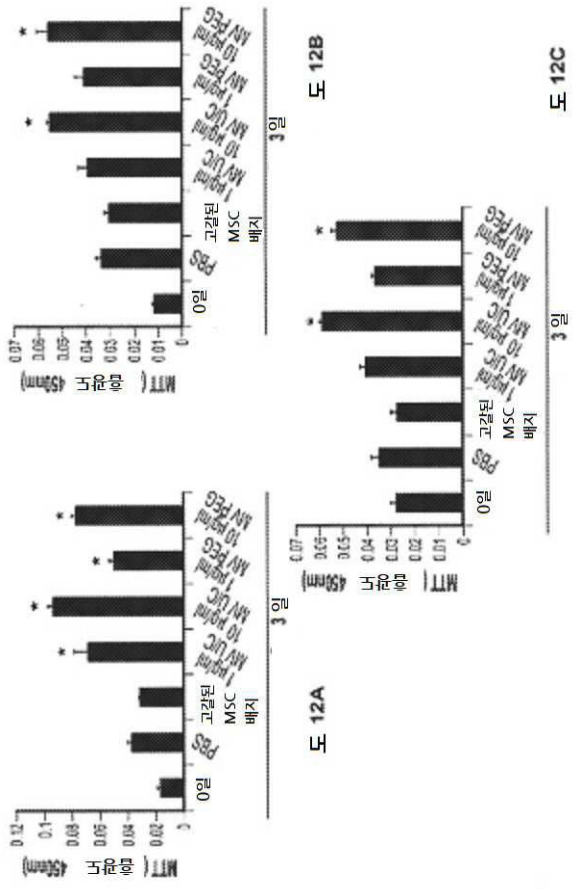 MTT ( 흡광도 450nm)
0.12
0.1
0.08
0.06
0.04
0.02
0
0일
PBS
고갈된
MSC
배지
1 µg/ml
MV U/C
10 µg/ml
MV U/C
1 µg/ml
MV PEG
10 µg/ml
MV PEG
* * * *
3 일
도 12A
MTT ( 흡광도 450nm)
0.07
0.06
0.05
0.04
0.03
0.02
0.01
0
0일
PBS
고갈된
MSC
배지
1 µg/ml
MV U/C
10 µg/ml
MV U/C
1 µg/ml
MV PEG
10 µg/ml
MV PEG
* *
3 일
도 12B
MTT ( 흡광도 450nm)
0.07
0.06
0.05
0.04
0.03
0.02
0.01
0
0일
PBS
고갈된
MSC
배지
1 µg/ml
MV U/C
10 µg/ml
MV U/C
1 µg/ml
MV PEG
10 µg/ml
MV PEG
* *
3 일
도 12C